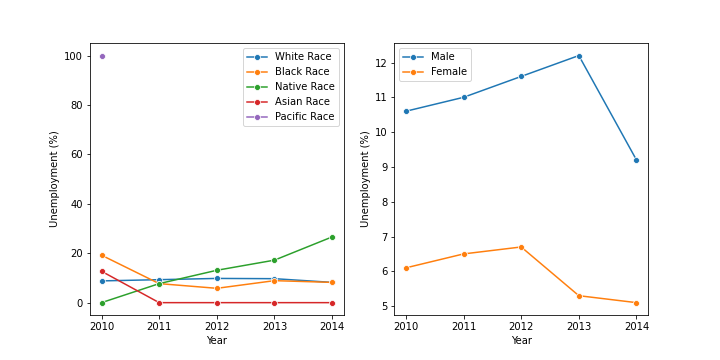 100
80
60
40
20
0
Unemployment (%)
2010 2011 2012 2013 2014
Year
White Race
Black Race
Native Race
Asian Race
Pacific Race
12
11
10
9
8
7
6
5
Unemployment (%)
2010 2011 2012 2013 2014
Year
Male
Female